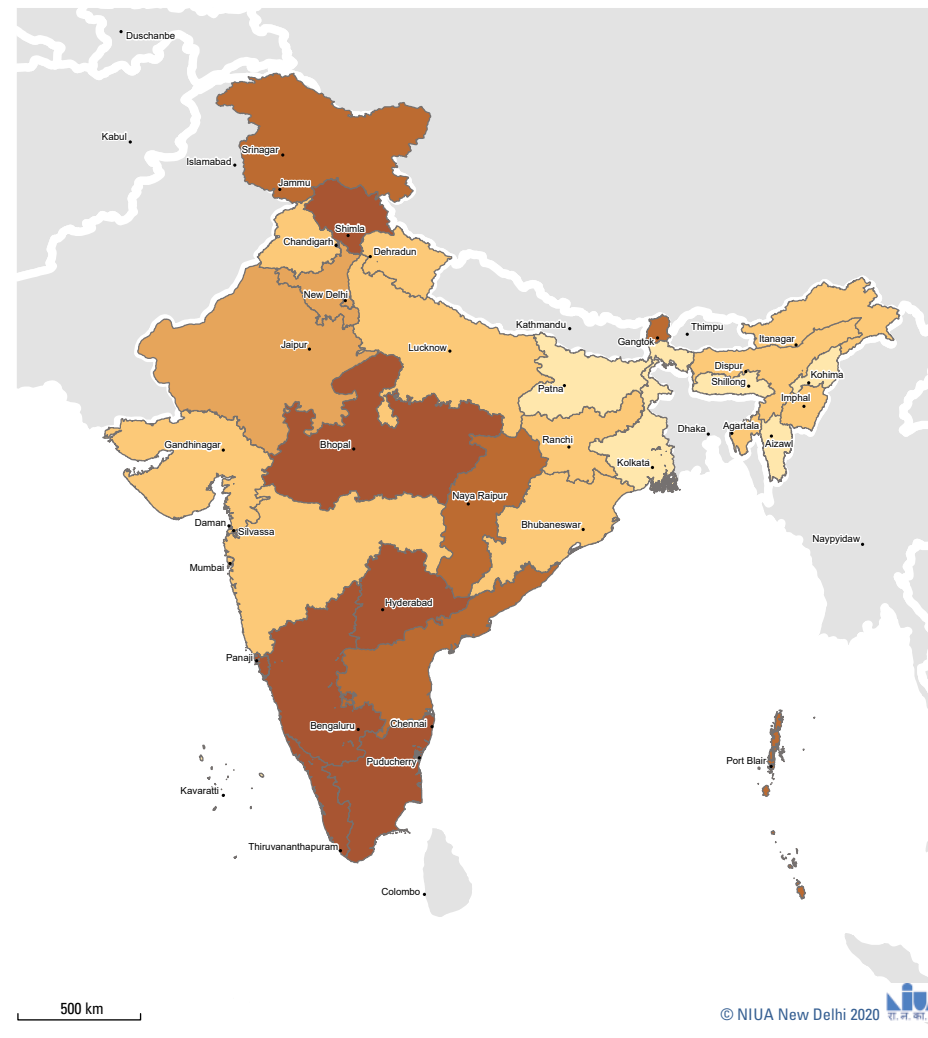 Duschanbe
Kabul
Islamabad
Srinagar
Jammu
Shimla
Chandigarh
Dehradun
New Delhi
Kathmandu
Thimpu
Gangtok
Itanagar
Jaipur
Lucknow
Dispur
Shillong
Kohima
Patna
Imphal
Gandhinagar
Bhopal
Ranchi
Dhaka
Agartala
Aizawl
Kolkata
Naya Raipur
Daman
Silvassa
Bhubaneswar
Mumbai
Naypyidaw
Hyderabad
Panaji
Bengaluru
Chennai
Puducherry
Port Blair
Kavaratti
Thiruvananthapuram
Colombo
500 km
© NIUA New Delhi 2020
NIU
रा.न.का.